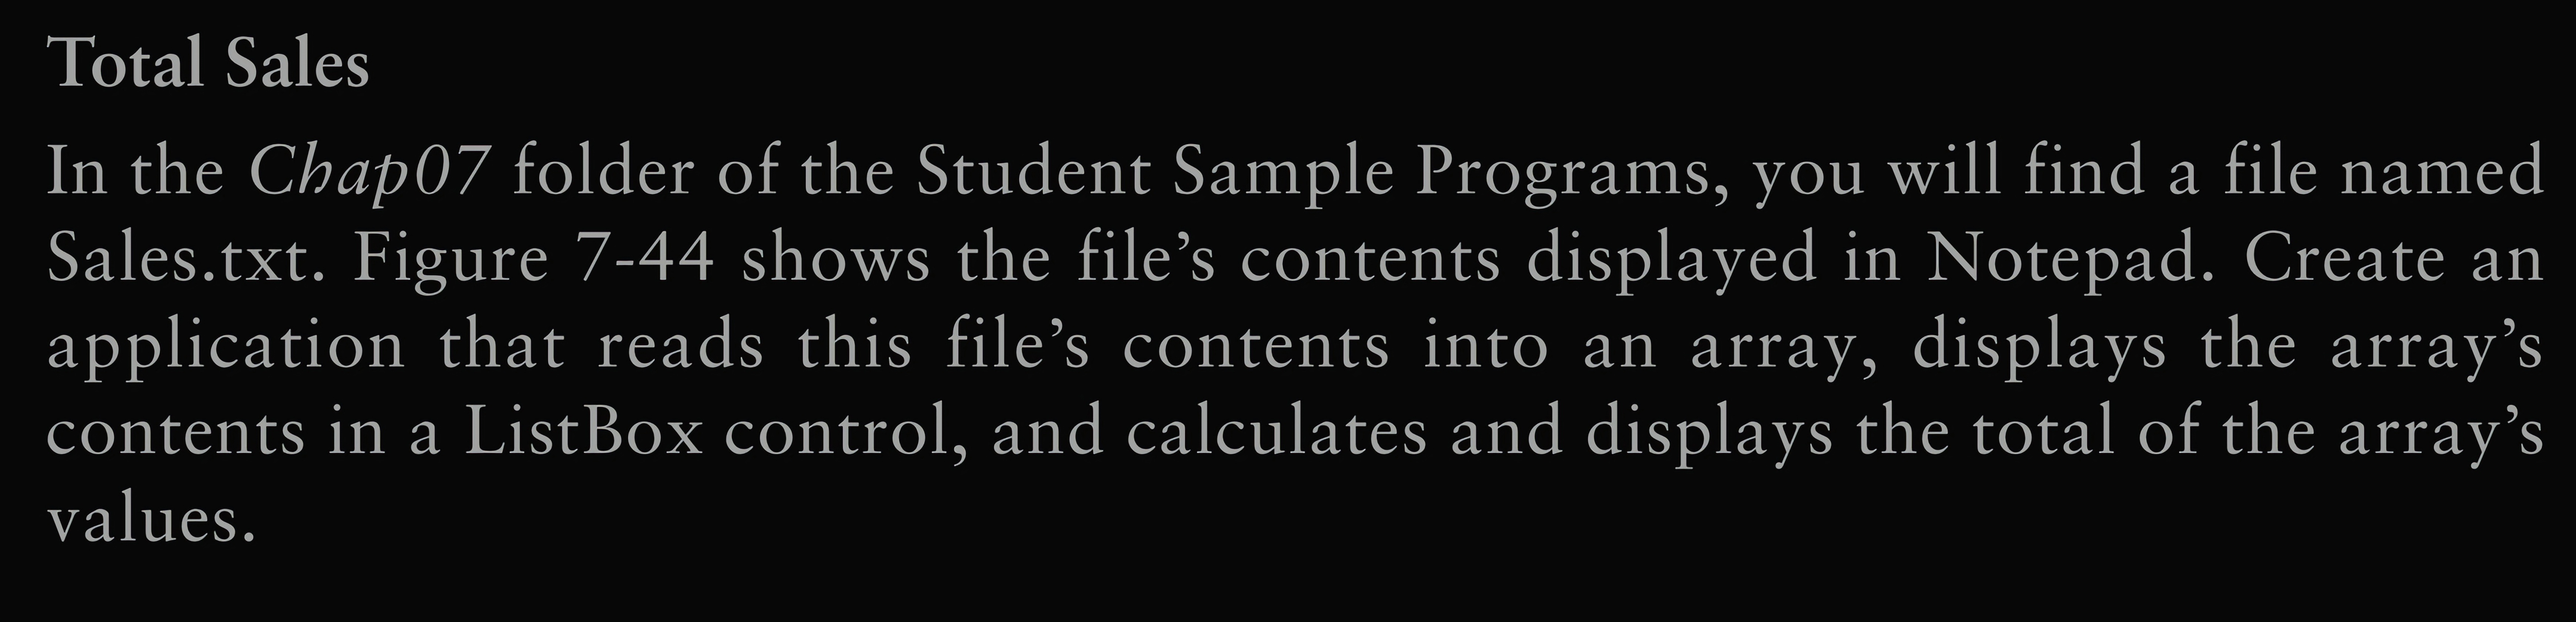 Total Sales
In the Chap07 folder of the Student Sample Programs, you will find a file named
Sales.txt. Figure 7-44 shows the file’s contents displayed in Notepad. Create an
application that reads this file’s contents into an array, displays the array’s
contents in a ListBox control, and calculates and displays the total of the array’s
values.